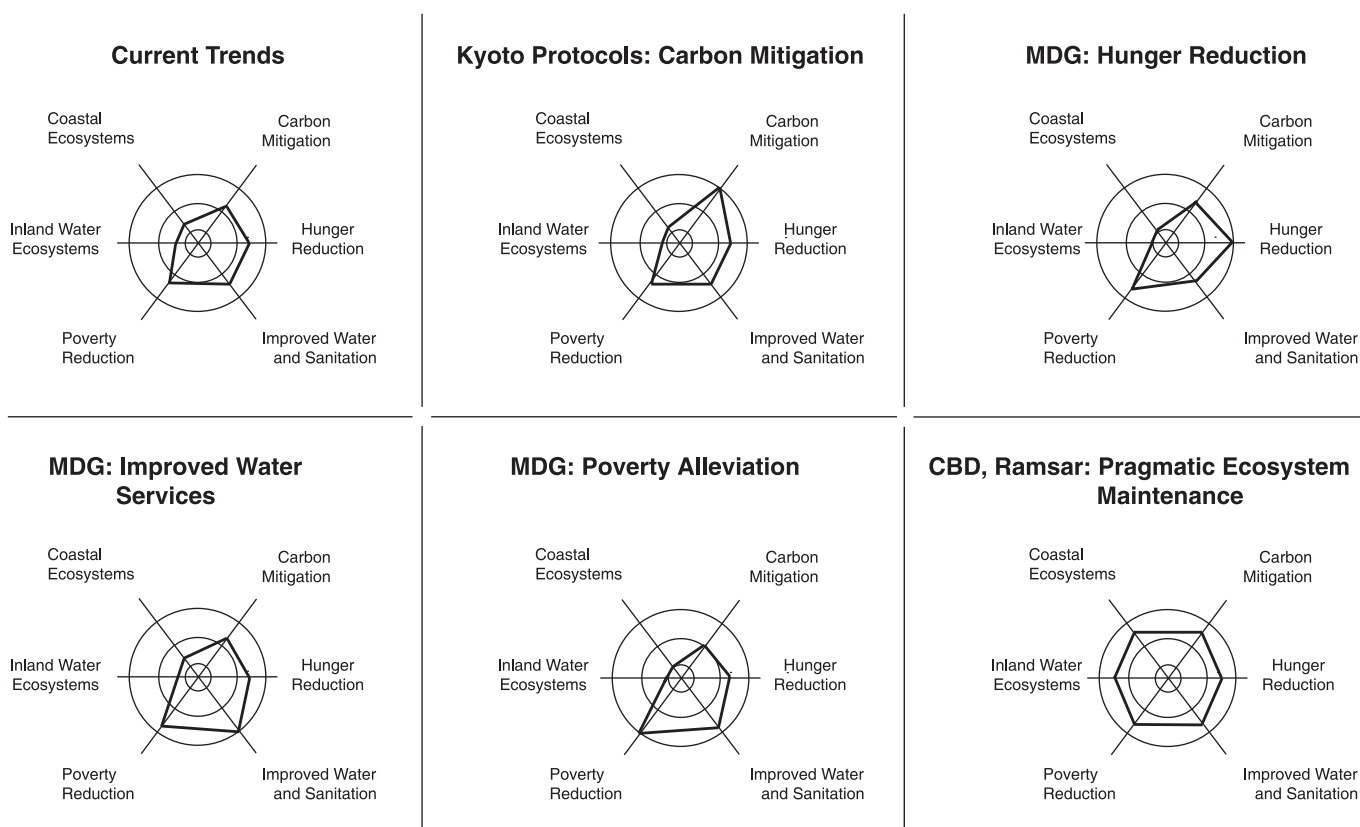 Current Trends
Coastal
Ecosystems
Carbon
Mitigation
Inland Water
Ecosystems
Hunger
Reduction
Poverty
Reduction
Improved Water
and Sanitation
Kyoto Protocols: Carbon Mitigation
Coastal
Ecosystems
Carbon
Mitigation
Inland Water
Ecosystems
Hunger
Reduction
Poverty
Reduction
Improved Water
and Sanitation
MDG: Hunger Reduction
Coastal
Ecosystems
Carbon
Mitigation
Inland Water
Ecosystems
Hunger
Reduction
Poverty
Reduction
Improved Water
and Sanitation
MDG: Improved Water
Services
Coastal
Ecosystems
Carbon
Mitigation
Inland Water
Ecosystems
Hunger
Reduction
Poverty
Reduction
Improved Water
and Sanitation
MDG: Poverty Alleviation
Coastal
Ecosystems
Carbon
Mitigation
Inland Water
Ecosystems
Hunger
Reduction
Poverty
Reduction
Improved Water
and Sanitation
CBD, Ramsar: Pragmatic Ecosystem
Maintenance
Coastal
Ecosystems
Carbon
Mitigation
Inland Water
Ecosystems
Hunger
Reduction
Poverty
Reduction
Improved Water
and Sanitation